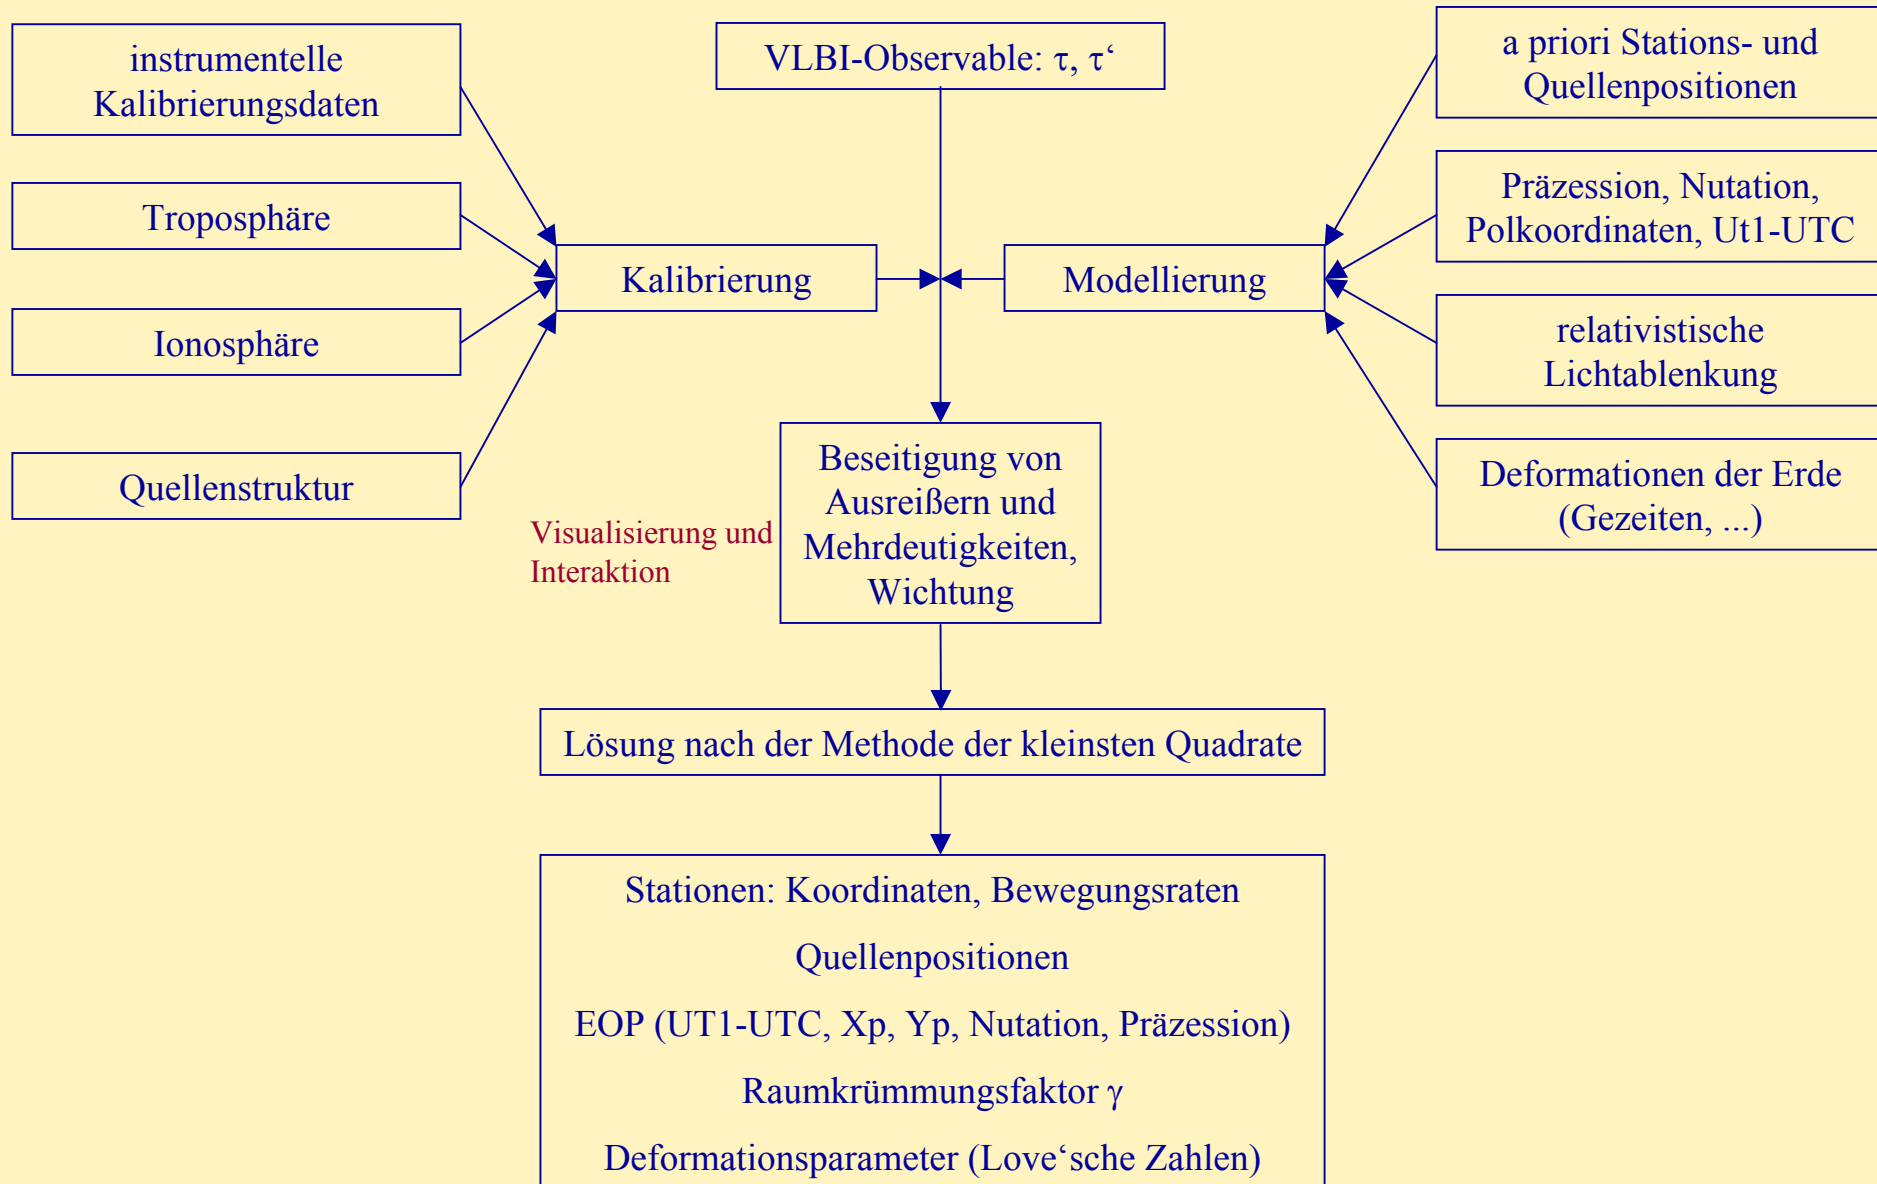 instrumentelle
Kalibrierungsdaten
Troposphäre
Ionosphäre
Quellenstruktur
VLBI-Observable: τ, τ‘
Kalibrierung
Modellierung
a priori Stations- und
Quellenpositionen
Präzession, Nutation,
Polkoordinaten, Ut1-UTC
relativistische
Lichtablenkung
Deformationen der Erde
(Gezeiten, ...)
Visualisierung und
Interaktion
Beseitigung von
Ausreißern und
Mehrdeutigkeiten,
Wichtung
Lösung nach der Methode der kleinsten Quadrate
Stationen: Koordinaten, Bewegungsraten
Quellenpositionen
EOP (UT1-UTC, Xp, Yp, Nutation, Präzession)
Raumkrümmungsfaktor γ
Deformationsparameter (Love‘sche Zahlen)